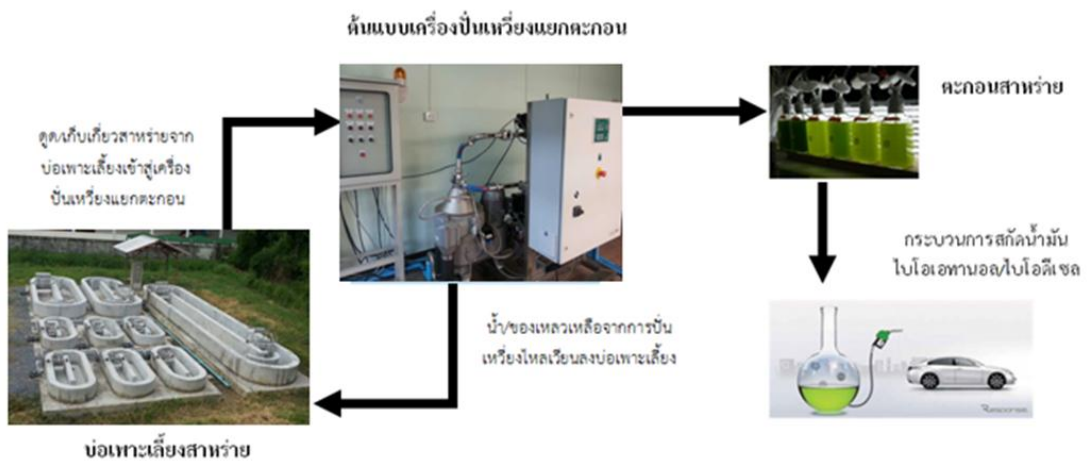 ต้นแบบเครื่องปั่นเหวี่ยงแยกตะกอน
ตะกอนสาหร่าย
ดูด/เก็บเกี่ยวสาหร่ายจาก
บ่อเพาะเลี้ยงเข้าสู่เครื่อง
ปั่นเหวี่ยงแยกตะกอน
กระบวนการสกัดน้ำมัน
ไบโอเอทานอล/ไบโอดีเซล
น้ำ/ของเหลวเหลือจากการปั่น
เหวี่ยงไหลเวียนลงบ่อเพาะเลี้ยง
บ่อเพาะเลี้ยงสาหร่าย